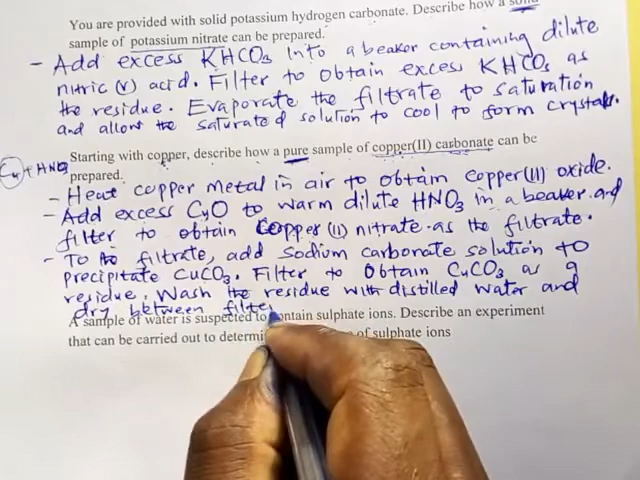 You are provided with solid potassium hydrogen carbonate. Describe how a solid
sample of potassium nitrate can be prepared.
- Add excess KHCO3 into a beaker containing dilute
nitric (V) acid. Filter to obtain excess KHCO3 as
the residue. Evaporate the filtrate to saturation
and allow the saturated solution to cool to form crystals.
Starting with copper, describe how a pure sample of copper(II) carbonate can be
Cu + HNO3
prepared.
- Heat copper metal in air to obtain copper(II) oxide.
- Add excess CuO to warm dilute HNO3 in a beaker and
filter to obtain Copper (II) nitrate as the filtrate.
- To the filtrate, add Sodium carbonate solution to
precipitate CuCO3. Filter to obtain CuCO3 as a
residue. Wash the residue with distilled water and
dry between filte
A sample of water is suspected to contain sulphate ions. Describe an experiment
that can be carried out to determi of sulphate ions